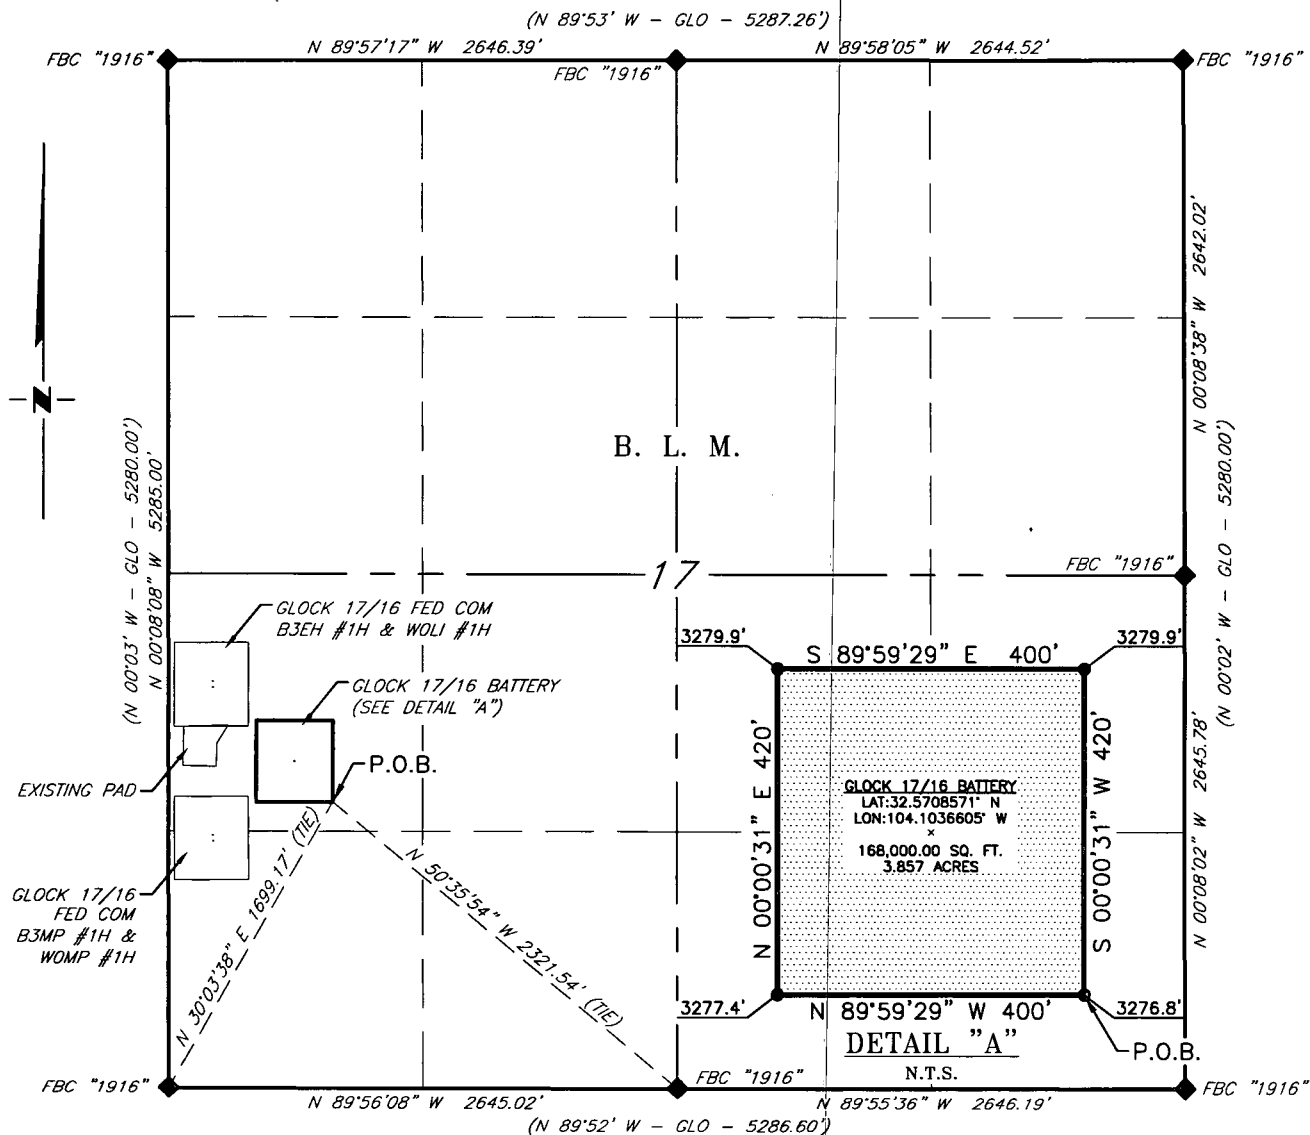 (N 89°53' W - GLO - 5287.26')
N 89°57'17" W 2646.39'
N 89°58'05" W 2644.52'
FBC "1916"
FBC "1916"
FBC "1916"
N 00°08'38" W 2642.02'
N
(N 00°03' W - GLO - 5280.00')
N 00°08'08" W 5285.00'
B. L. M.
(N 00°02' W - GLO - 5280.00')
FBC "1916"
17
GLOCK 17/16 FED COM
B3EH #1H & WOLI #1H
GLOCK 17/16 BATTERY
(SEE DETAIL "A")
P.O.B.
EXISTING PAD
GLOCK 17/16
FED COM
B3MP #1H &
WOMP #1H
N 30°03'38" E 1699.17' (TIE)
N 50°35'54" W 2321.54' (TIE)
3279.9'
S 89°59'29" E 400'
3279.9'
N 00°00'31" E 420'
GLOCK 17/16 BATTERY
LAT:32.5708571° N
LON:104.1036605° W
×
168,000.00 SQ. FT.
3.857 ACRES
S 00°00'31" W 420'
N 00°08'02" W 2645.78'
3277.4'
N 89°59'29" W 400'
3276.8'
DETAIL "A"
N.T.S.
P.O.B.
FBC "1916"
FBC "1916"
FBC "1916"
N 89°56'08" W 2645.02'
N 89°55'36" W 2646.19'
(N 89°52' W - GLO - 5286.60')